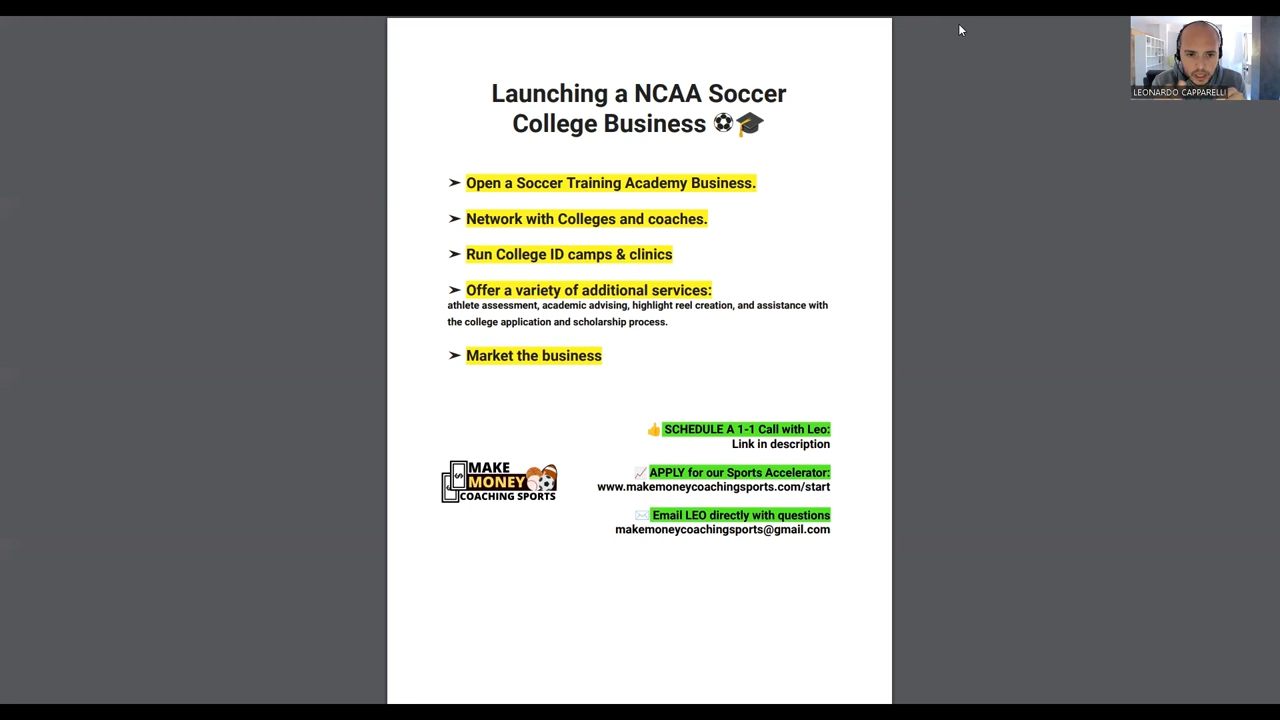 LEONARDO CAPPARELLI
Launching a NCAA Soccer
College Business ⚽🎓
➢ Open a Soccer Training Academy Business.
➢ Network with Colleges and coaches.
➢ Run College ID camps & clinics
➢ Offer a variety of additional services:
athlete assessment, academic advising, highlight reel creation, and assistance with
the college application and scholarship process.
➢ Market the business
👍 SCHEDULE A 1-1 Call with Leo:
Link in description
📈 APPLY for our Sports Accelerator:
www.makemoneycoachingsports.com/start
✉️ Email LEO directly with questions
makemoneycoachingsports@gmail.com
MAKE
MONEY
COACHING SPORTS